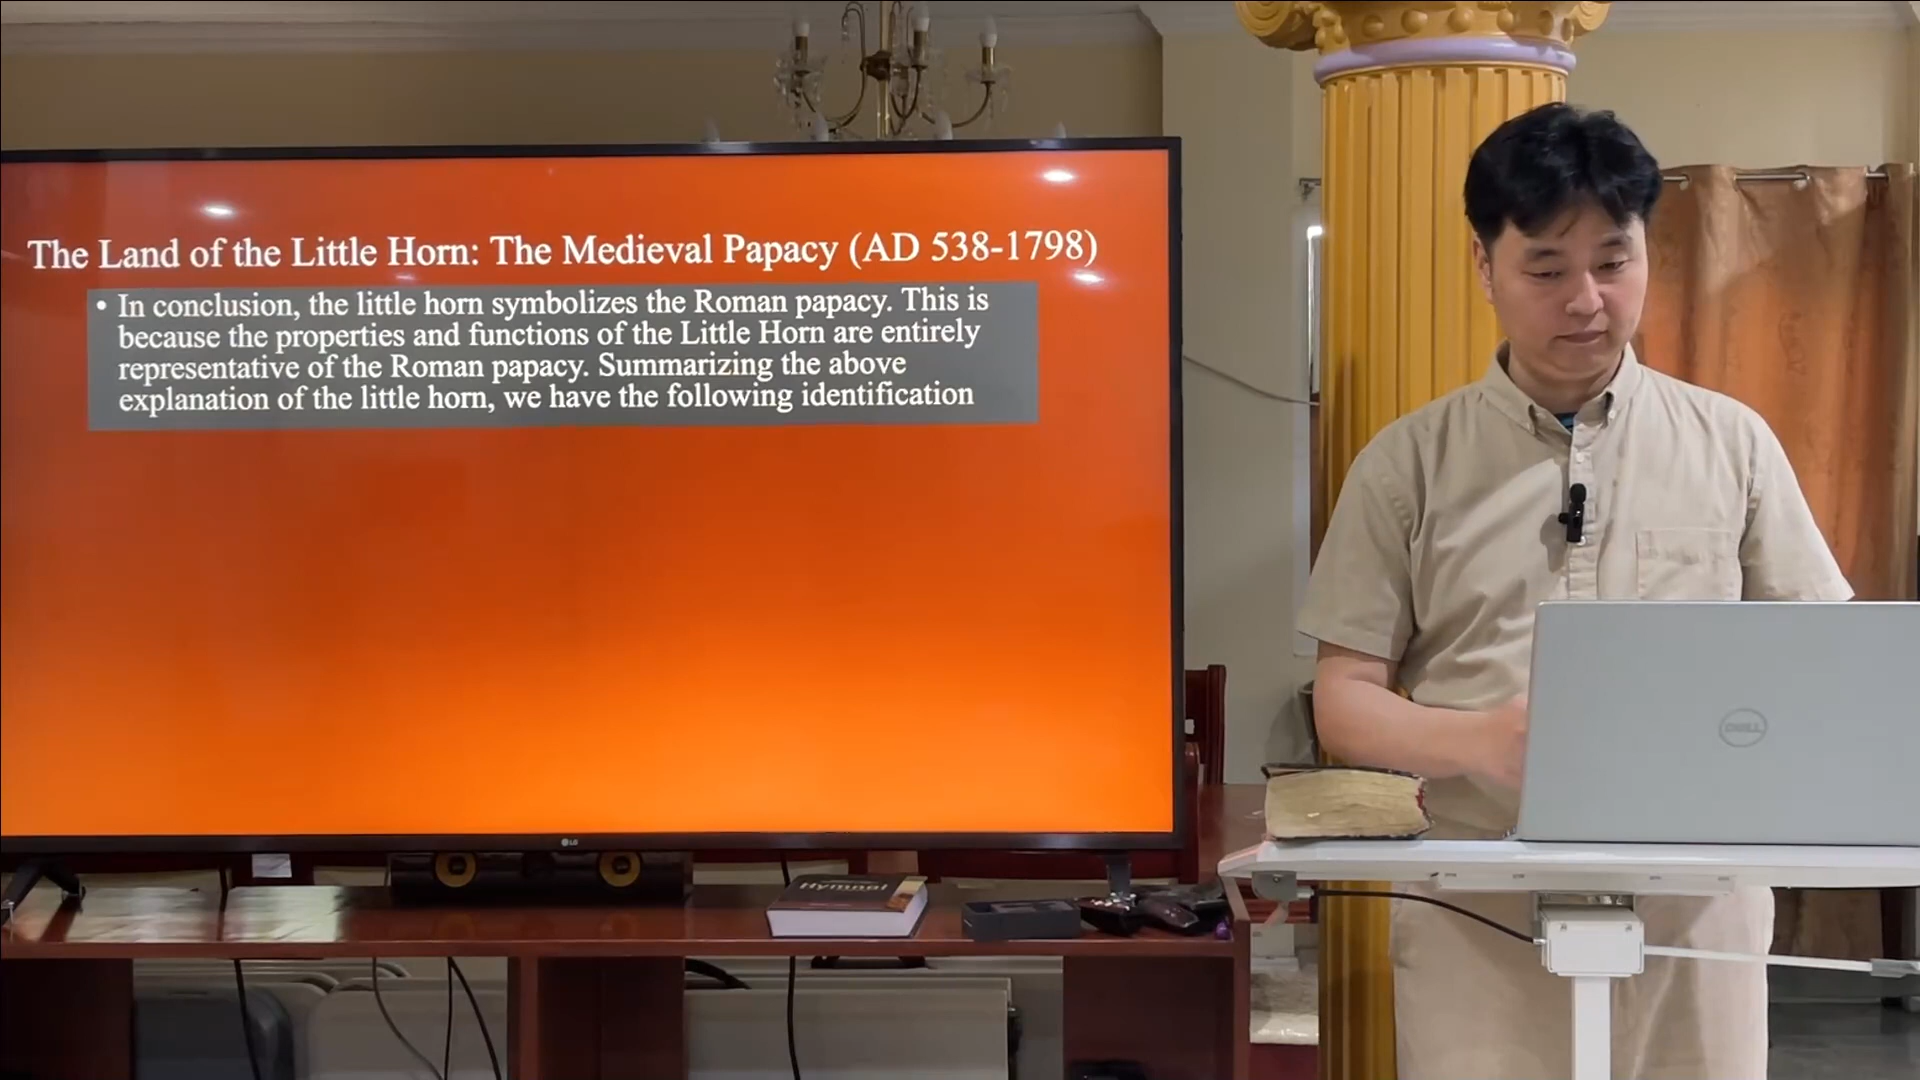 The Land of the Little Horn: The Medieval Papacy (AD 538-1798)
• In conclusion, the little horn symbolizes the Roman papacy. This is
because the properties and functions of the Little Horn are entirely
representative of the Roman papacy. Summarizing the above
explanation of the little horn, we have the following identification
LG
Hymnal
DELL